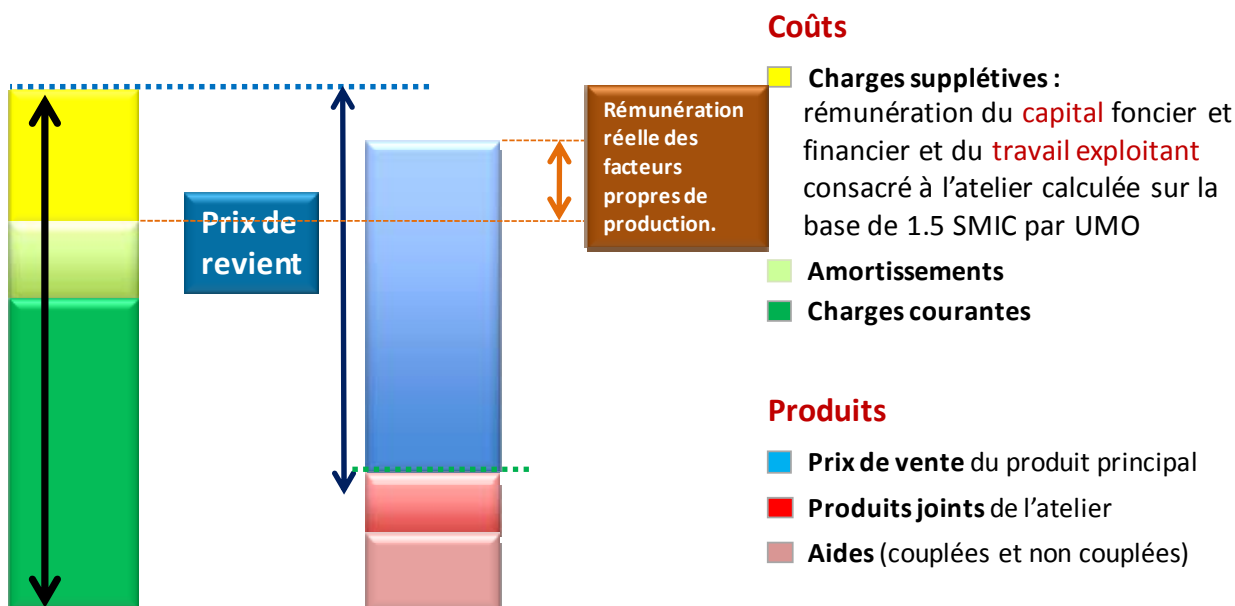 Coûts
Charges supplétives :
rémunération du capital foncier et
financier et du travail exploitant
consacré à l'atelier calculée sur la
base de 1.5 SMIC par UMO
Amortissements
Charges courantes
Rémunération
réelle des
facteurs
propres de
production.
Prix de
revient
Produits
Prix de vente du produit principal
Produits joints de l'atelier
Aides (couplées et non couplées)